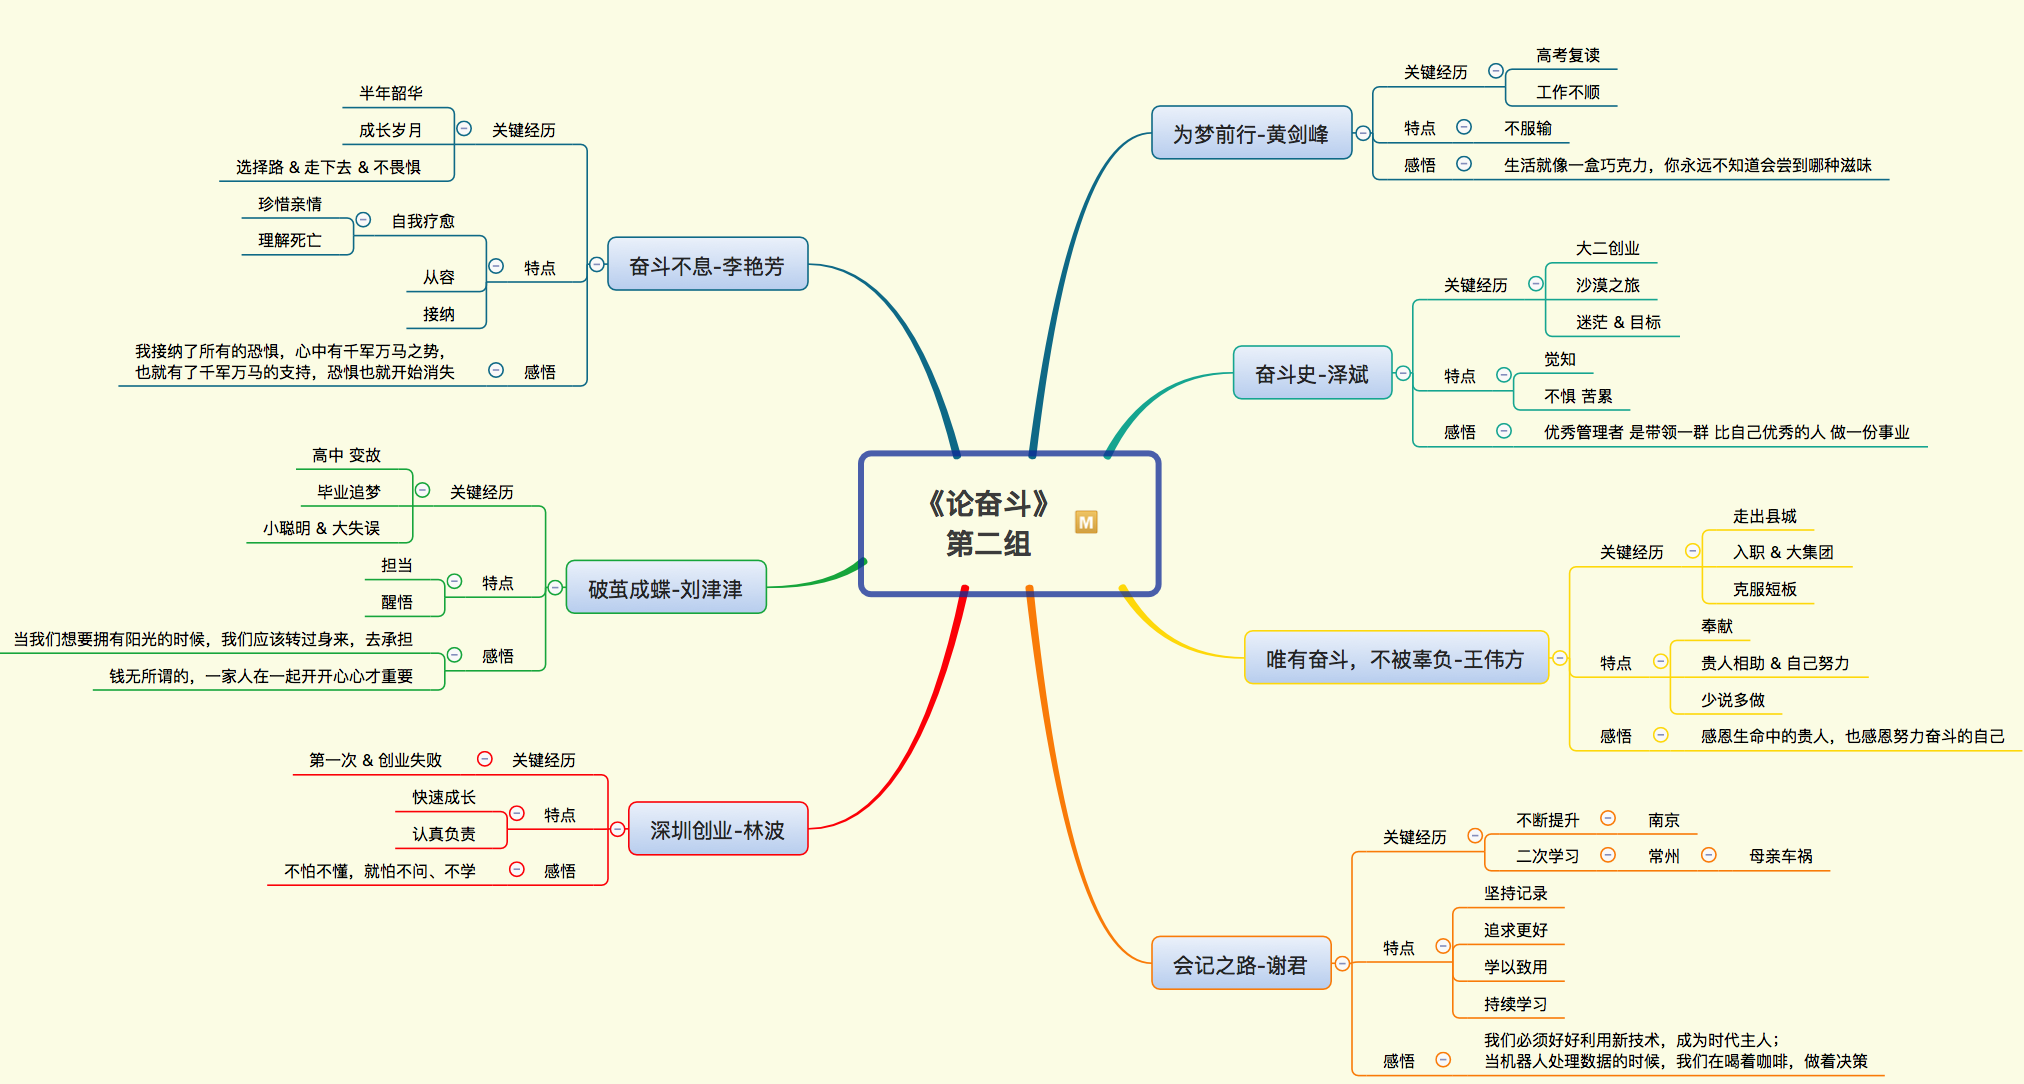 《论奋斗》
第二组
M
为梦前行-黄剑峰
关键经历
高考复读
工作不顺
特点
不服输
感悟
生活就像一盒巧克力，你永远不知道会尝到哪种滋味
奋斗史-泽斌
关键经历
大二创业
沙漠之旅
迷茫 & 目标
特点
觉知
不惧 苦累
感悟
优秀管理者 是带领一群 比自己优秀的人 做一份事业
唯有奋斗，不被辜负-王伟方
关键经历
走出县城
入职 & 大集团
克服短板
特点
奉献
贵人相助 & 自己努力
少说多做
感悟
感恩生命中的贵人，也感恩努力奋斗的自己
会记之路-谢君
关键经历
不断提升
南京
二次学习
常州
母亲车祸
特点
坚持记录
追求更好
学以致用
持续学习
感悟
我们必须好好利用新技术，成为时代主人；
当机器人处理数据的时候，我们在喝着咖啡，做着决策
奋斗不息-李艳芳
关键经历
半年韶华
成长岁月
选择路 & 走下去 & 不畏惧
特点
自我疗愈
珍惜亲情
理解死亡
从容
接纳
感悟
我接纳了所有的恐惧，心中有千军万马之势，
也就有了千军万马的支持，恐惧也就开始消失
破茧成蝶-刘津津
关键经历
高中 变故
毕业追梦
小聪明 & 大失误
特点
担当
醒悟
感悟
当我们想要拥有阳光的时候，我们应该转过身来，去承担
钱无所谓的，一家人在一起开开心心才重要
深圳创业-林波
关键经历
第一次 & 创业失败
特点
快速成长
认真负责
感悟
不怕不懂，就怕不问、不学